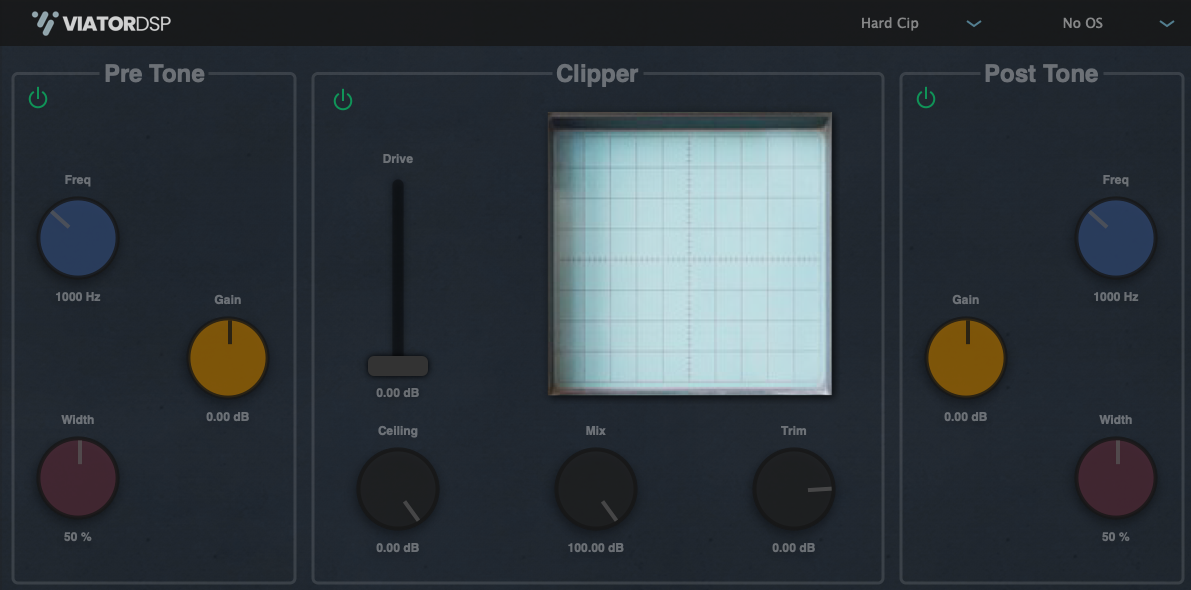 VIATORDSP
Hard Cip
No OS
Pre Tone
Freq
1000 Hz
Gain
0.00 dB
Width
50 %
Clipper
Drive
0.00 dB
Ceiling
0.00 dB
Mix
100.00 dB
Trim
0.00 dB
Post Tone
Freq
1000 Hz
Gain
0.00 dB
Width
50 %